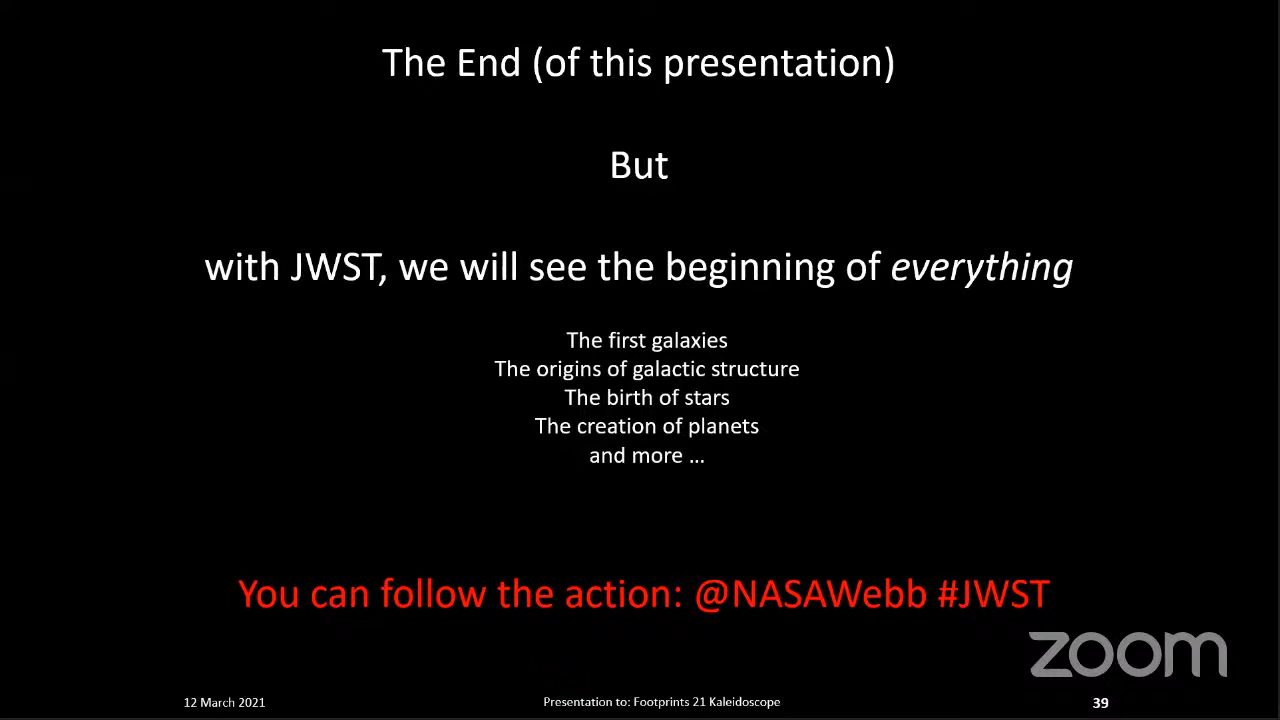 The End (of this presentation)
But
with JWST, we will see the beginning of everything
The first galaxies
The origins of galactic structure
The birth of stars
The creation of planets
and more ...
You can follow the action: @NASAWebb #JWST
zoom
12 March 2021
Presentation to: Footprints 21 Kaleidoscope
39